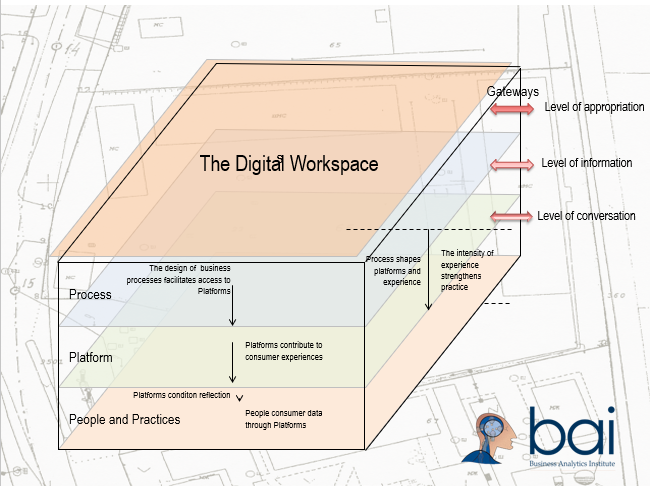 Gateways
Level of appropriation
The Digital Workspace
Level of information
Level of conversation
The design of business
processes facilitates access to
Platforms
Process shapes
platforms and
experience
The intensity of
experience
strengthens
practice
Process
Platforms contribute to
consumer experiences
Platform
Platforms conditon reflection
People and Practices
People consumer data
through Platforms
bai
Business Analytics Institute